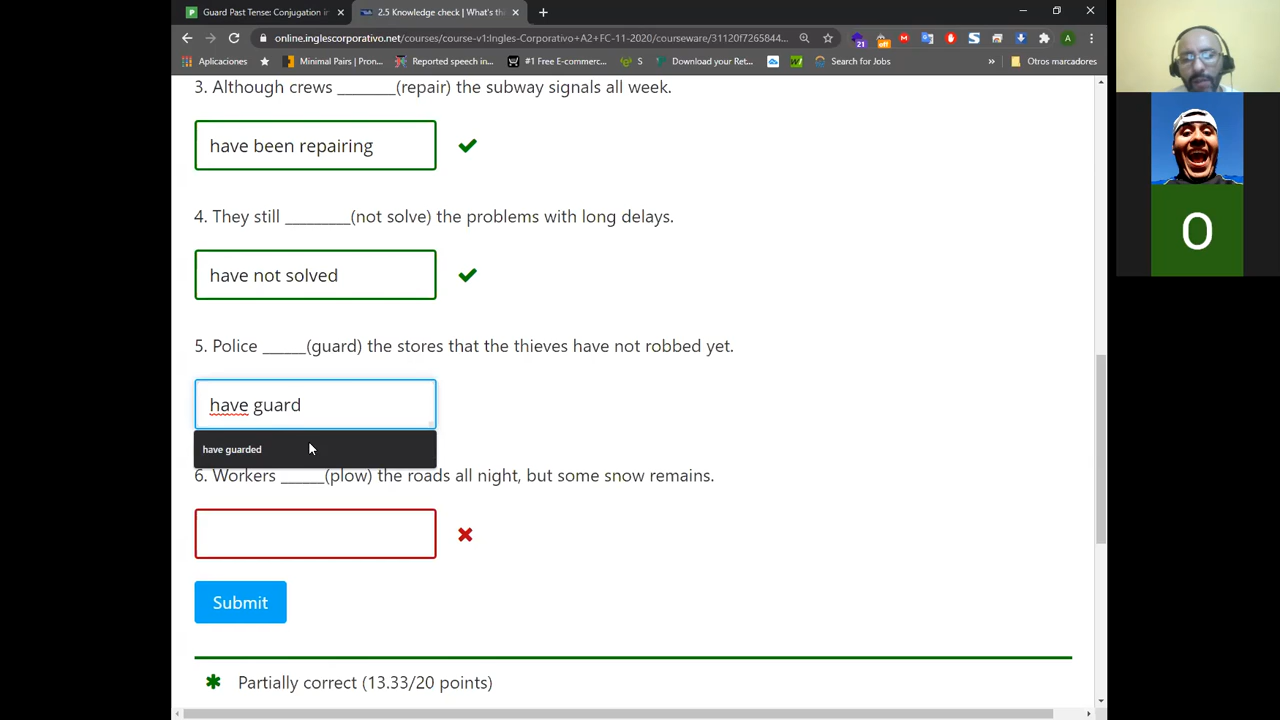 Guard Past Tense: Conjugation in
2.5 Knowledge check | What's th
online.inglescorporativo.net/courses/course-v1:Ingles-Corporativo+A2+FC-11-2020/courseware/31120f7265844...
21
off
A
Aplicaciones
Minimal Pairs | Pron...
Reported speech in...
#1 Free E-commerc...
S
Download your Ret...
Search for Jobs
»
Otros marcadores
3. Although crews _______(repair) the subway signals all week.
have been repairing
4. They still ________(not solve) the problems with long delays.
have not solved
5. Police _____(guard) the stores that the thieves have not robbed yet.
have guard
have guarded
6. Workers _____(plow) the roads all night, but some snow remains.
Submit
Partially correct (13.33/20 points)
O